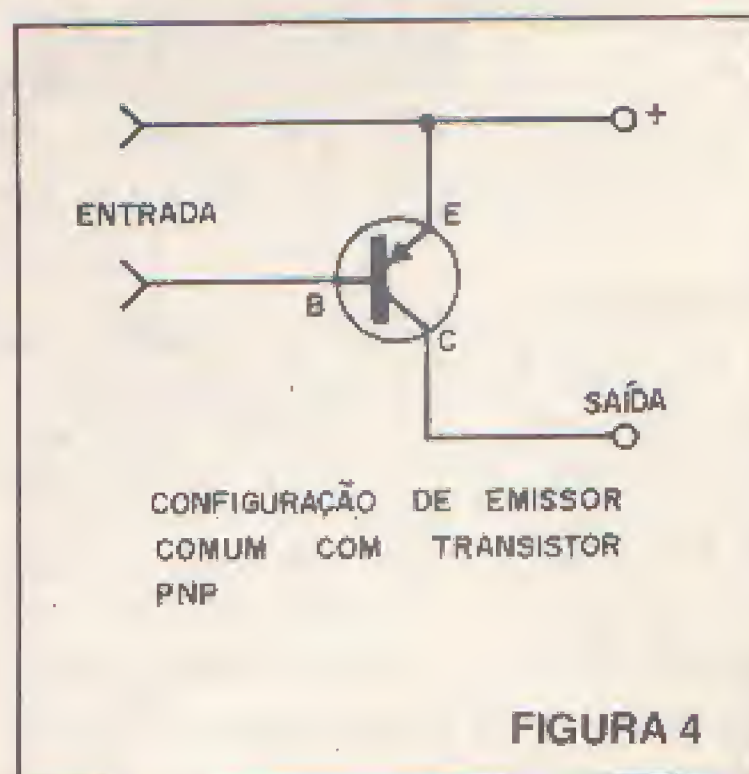 +
E
ENTRADA
B
C
SAÍDA
CONFIGURAÇÃO DE EMISSOR
COMUM COM TRANSISTOR
PNP
FIGURA 4